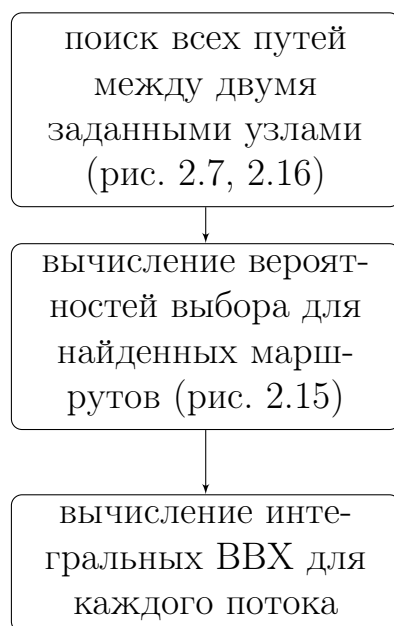 поиск всех путей
между двумя
заданными узлами
(рис. 2.7, 2.16)
вычисление вероят-
ностей выбора для
найденных марш-
рутов (рис. 2.15)
вычисление инте-
гральных ВВХ для
каждого потока